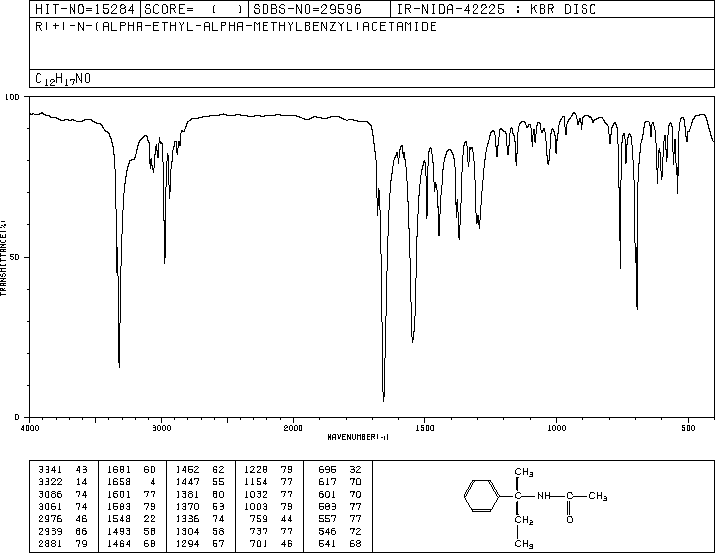 HIT-NO=15284 SCORE= ( ) SDBS-NO=29596 IR-NIDA-42225 : KBR DISC
R(+)-N-(ALPHA-ETHYL-ALPHA-METHYLBENZYL)ACETAMIDE
C12H17NO
100
50
0
TRANSMITTANCE(%)
4000 3000 2000 1500 1000 500
WAVENUMBER(-1)
3341 43 1681 60 1462 62 1228 79 696 32
3322 14 1658 4 1447 55 1154 77 617 70
3086 74 1601 77 1381 60 1032 77 601 70
3061 74 1583 79 1370 53 1003 79 583 77
2976 46 1548 22 1336 74 759 44 557 77
2939 66 1493 58 1304 58 737 77 546 72
2881 79 1464 68 1294 57 701 46 541 68
CH3
C NH C CH3
CH2 O
CH3